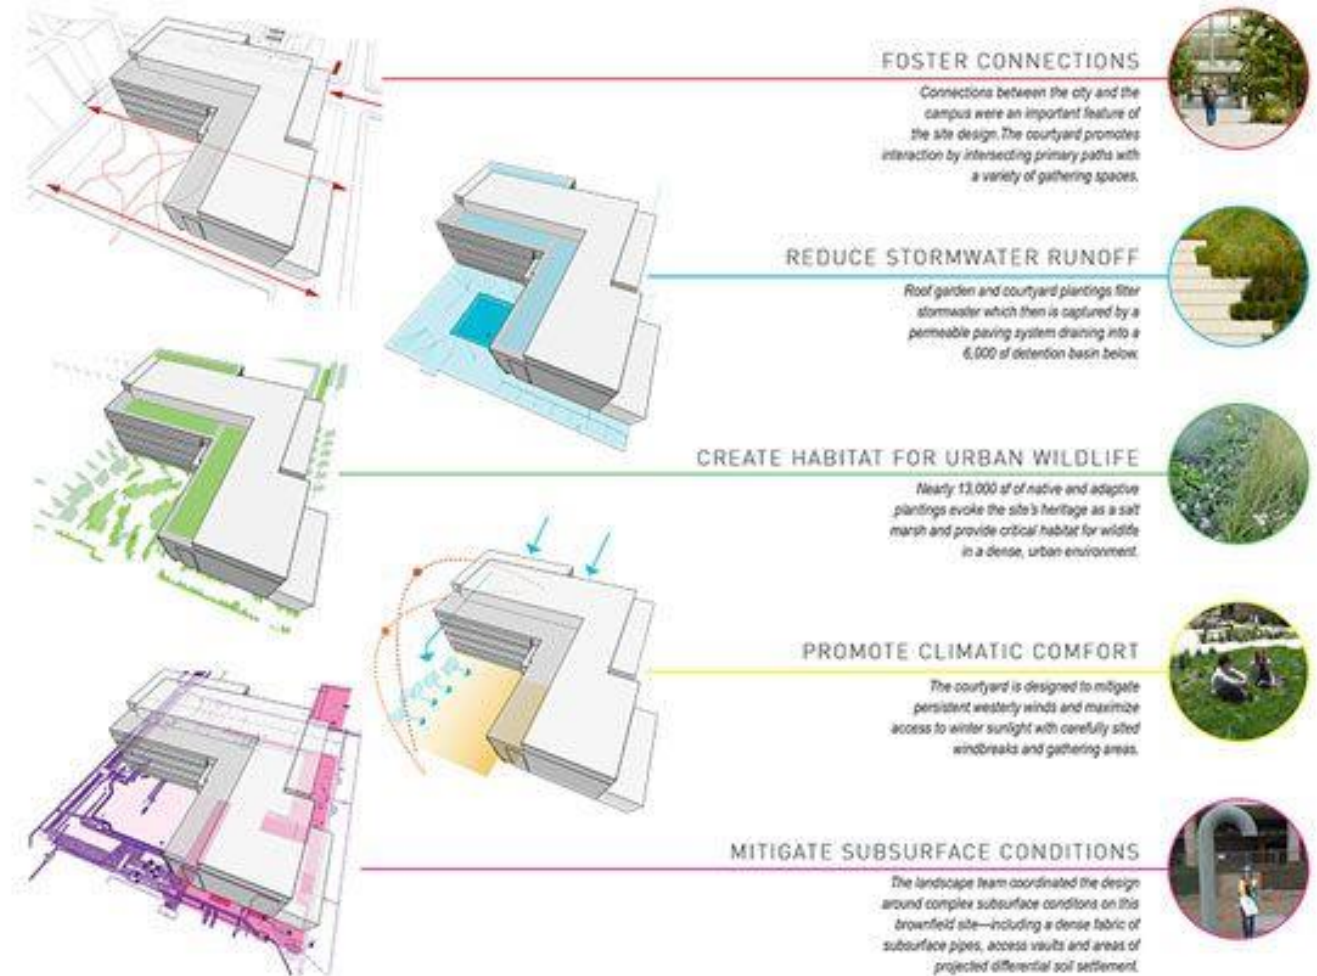 FOSTER CONNECTIONS
Connections between the city and the
campus were an important feature of
the site design. The courtyard promotes
interaction by intersecting primary paths with
a variety of gathering spaces.
REDUCE STORMWATER RUNOFF
Roof garden and courtyard plantings filter
stormwater which then is captured by a
permeable paving system draining into a
6,000 sf detention basin below.
CREATE HABITAT FOR URBAN WILDLIFE
Nearly 13,000 sf of native and adaptive
plantings evoke the site's heritage as a salt
marsh and provide critical habitat for wildlife
in a dense, urban environment.
PROMOTE CLIMATIC COMFORT
The courtyard is designed to mitigate
persistent westerly winds and maximize
access to winter sunlight with carefully sited
windbreaks and gathering areas.
MITIGATE SUBSURFACE CONDITIONS
The landscape team coordinated the design
around complex subsurface conditons on this
brownfield site—including a dense fabric of
subsurface pipes, access vaults and areas of
projected differential soil settlement.